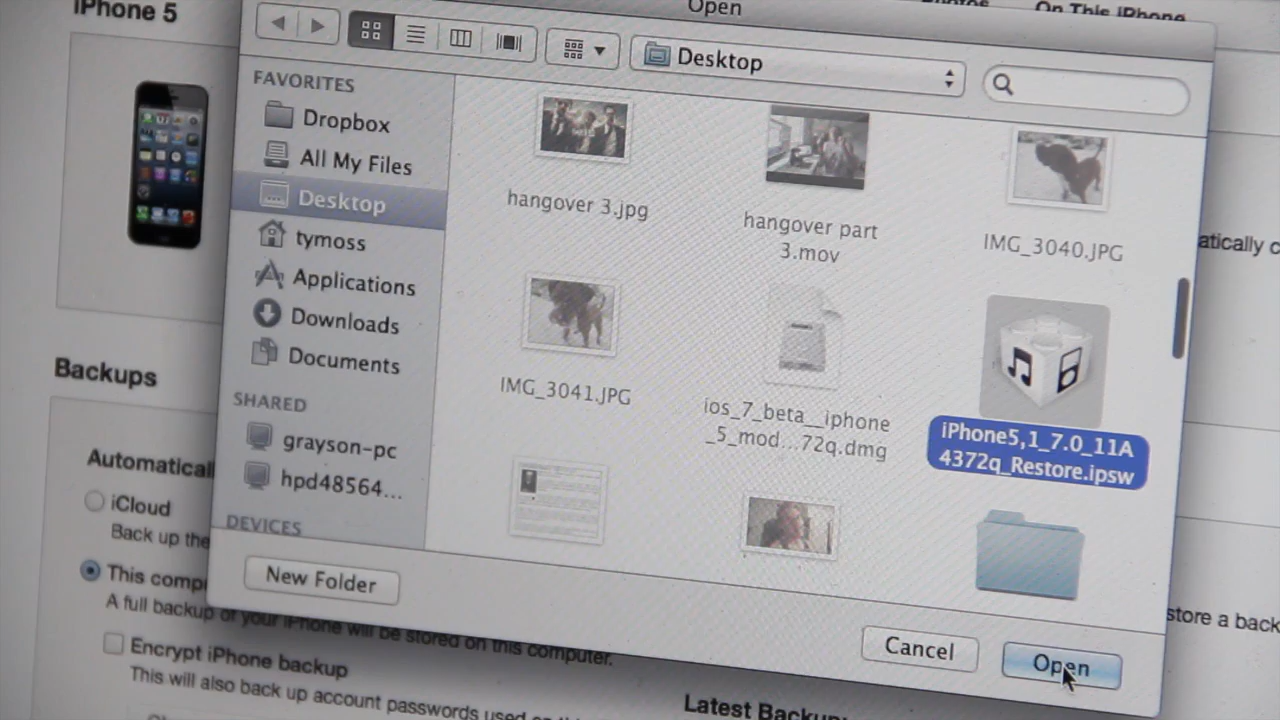 iPhone 5
Open
On This iPhone
Desktop
FAVORITES
Dropbox
All My Files
Desktop
tymoss
Applications
Downloads
Documents
SHARED
grayson-pc
hpd48564...
DEVICES
hangover 3.jpg
hangover part
3.mov
IMG_3040.JPG
IMG_3041.JPG
ios_7_beta__iphone
_5_mod...72q.dmg
iPhone5,1_7.0_11A
4372q_Restore.ipsw
New Folder
Cancel
Open
Backups
Automatical
iCloud
Back up the
This comp
A full backup of your iPhone will be stored on this computer.
Encrypt iPhone backup
This will also back up account passwords used on
Latest Backup
atically
store a back